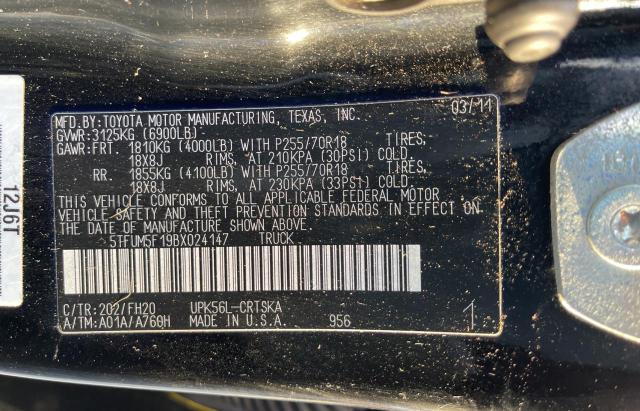 MFD.BY:TOYOTA MOTOR MANUFACTURING, TEXAS, INC. 03/11
GVWR:3125KG (6900LB)
GAWR:FRT. 1810KG (4000LB) WITH P255/70R18 TIRES,
18X8J RIMS, AT 210KPA (30PSI) COLD.
RR. 1855KG (4100LB) WITH P255/70R18 TIRES,
18X8J RIMS, AT 230KPA (33PSI) COLD.
THIS VEHICLE CONFORMS TO ALL APPLICABLE FEDERAL MOTOR
VEHICLE SAFETY AND THEFT PREVENTION STANDARDS IN EFFECT ON
THE DATE OF MANUFACTURE SHOWN ABOVE.
5TFUM5F19BX024147 TRUCK
C/TR:202/FH20 UPK56L-CRTSKA
A/TM:A01A/A760H MADE IN U.S.A. 956 1
1216T